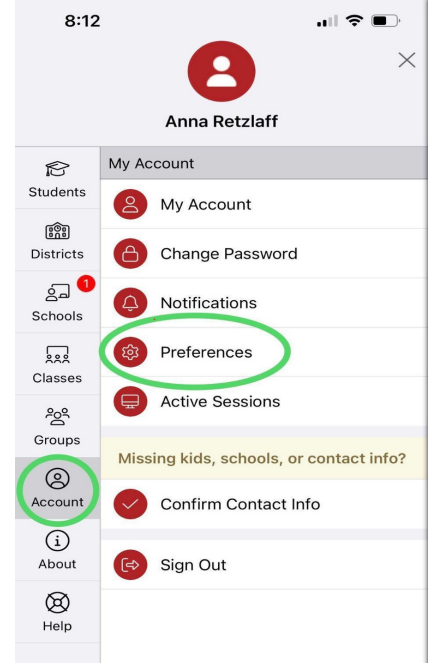 8:12
Anna Retzlaff
My Account
Students
My Account
Districts
Change Password
1
Schools
Notifications
Classes
Preferences
Groups
Active Sessions
Missing kids, schools, or contact info?
Account
Confirm Contact Info
About
Sign Out
Help